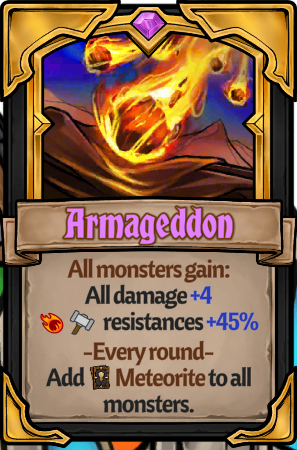 Armageddon
All monsters gain:
All damage +4
resistances +45%
-Every round-
Add Meteorite to all
monsters.